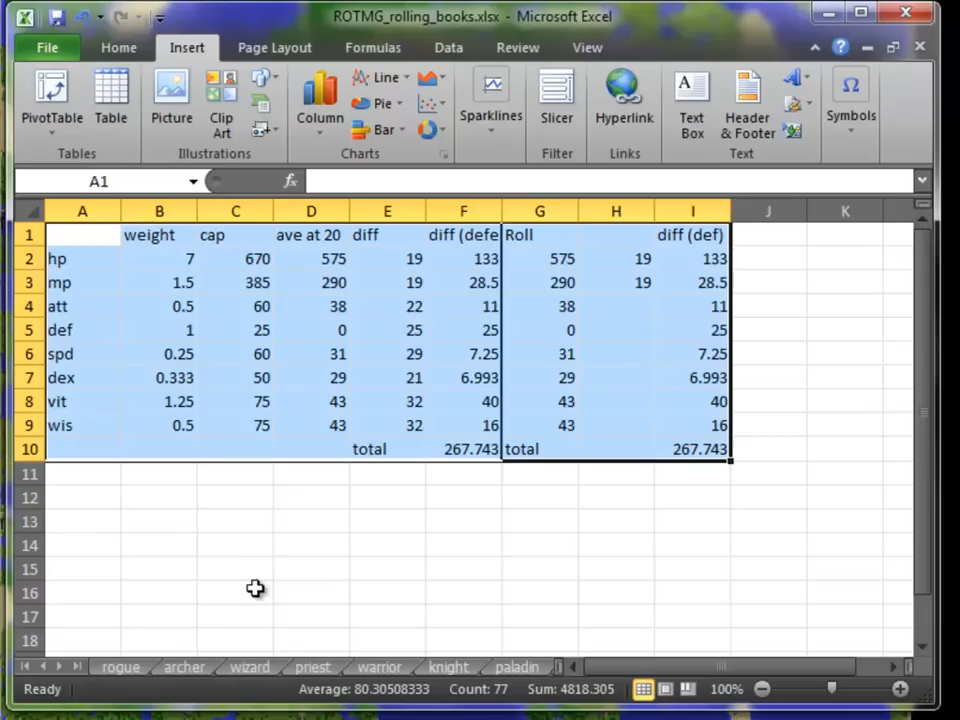 ROTMG_rolling_books.xlsx - Microsoft Excel
File Home Insert Page Layout Formulas Data Review View
PivotTable Table Picture Clip Art Column Line Pie Bar Sparklines Slicer Hyperlink Text Box Header & Footer Symbols
Tables Illustrations Charts Filter Links Text
A1 fx
A B C D E F G H I J K
1 weight cap ave at 20 diff diff (defe Roll diff (def)
2 hp 7 670 575 19 133 575 19 133
3 mp 1.5 385 290 19 28.5 290 19 28.5
4 att 0.5 60 38 22 11 38 11
5 def 1 25 0 25 25 0 25
6 spd 0.25 60 31 29 7.25 31 7.25
7 dex 0.333 50 29 21 6.993 29 6.993
8 vit 1.25 75 43 32 40 43 40
9 wis 0.5 75 43 32 16 43 16
10 total 267.743 total 267.743
11
12
13
14
15
16
17
18
rogue archer wizard priest warrior knight paladin
Ready Average: 80.30508333 Count: 77 Sum: 4818.305 100%